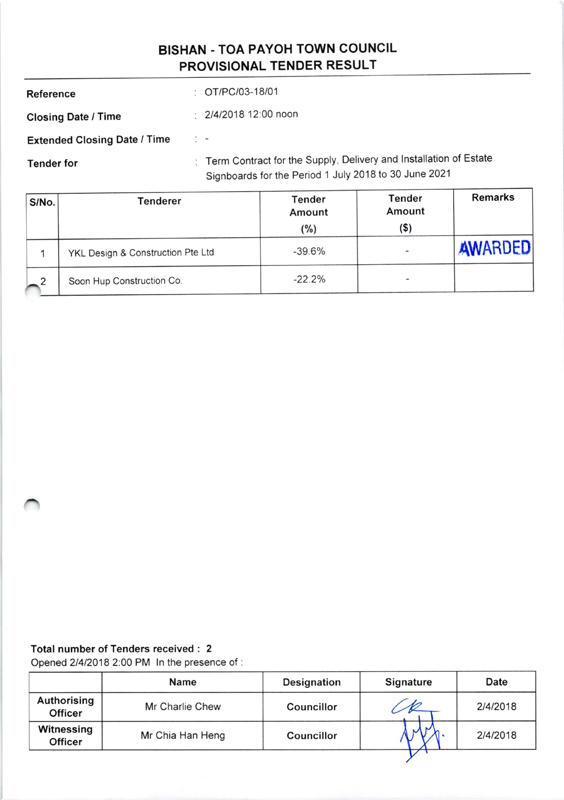 BISHAN - TOA PAYOH TOWN COUNCIL
PROVISIONAL TENDER RESULT
Reference : OT/PC/03-18/01
Closing Date / Time : 2/4/2018 12:00 noon
Extended Closing Date / Time : -
Tender for : Term Contract for the Supply, Delivery and Installation of Estate
Signboards for the Period 1 July 2018 to 30 June 2021
S/No. Tenderer Tender Amount (%) Tender Amount ($) Remarks
1 YKL Design & Construction Pte Ltd -39.6% - AWARDED
2 Soon Hup Construction Co. -22.2% -
Total number of Tenders received : 2
Opened 2/4/2018 2:00 PM In the presence of :
Name Designation Signature Date
Authorising Officer Mr Charlie Chew Councillor 2/4/2018
Witnessing Officer Mr Chia Han Heng Councillor 2/4/2018